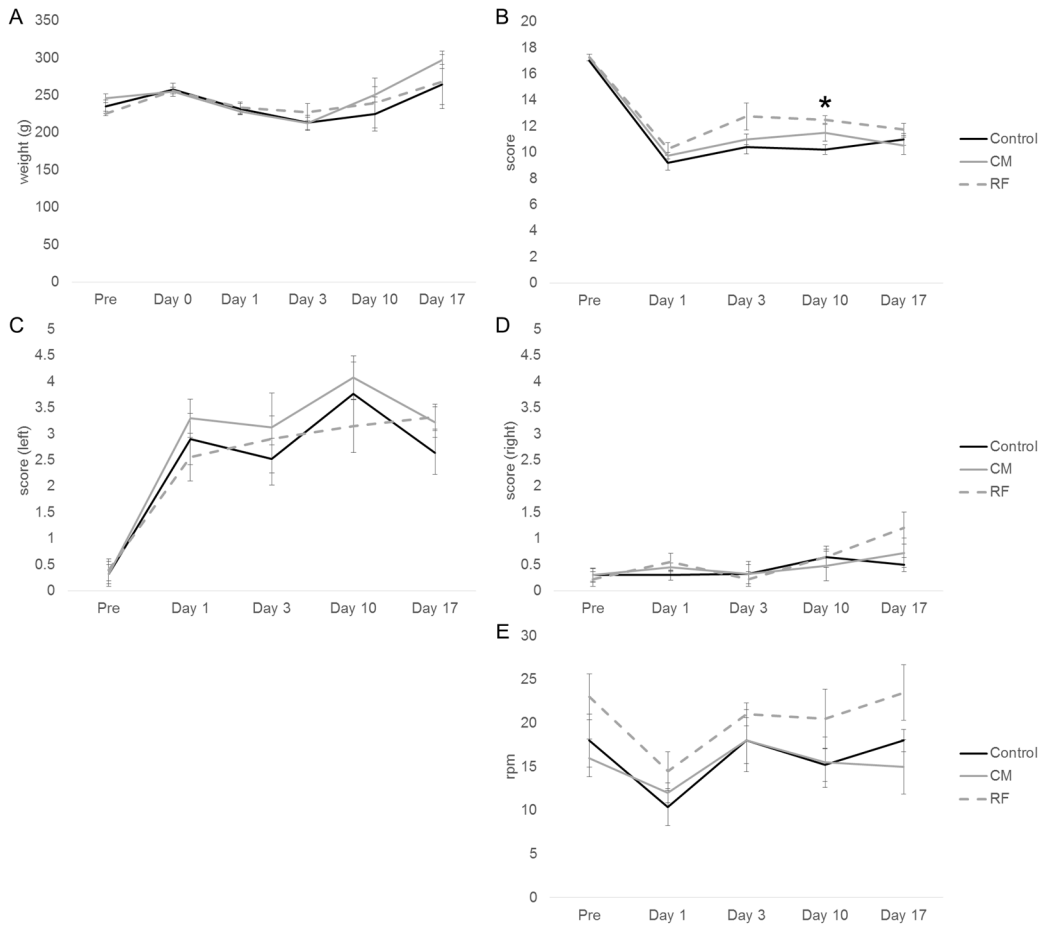 A
350
300
250
200
150
100
50
0
weight (g)
Pre Day 0 Day 1 Day 3 Day 10 Day 17
B
20
18
16
14
12
10
8
6
4
2
0
score
*
Pre Day 1 Day 3 Day 10 Day 17
Control
CM
RF
C
5
4.5
4
3.5
3
2.5
2
1.5
1
0.5
0
score (left)
Pre Day 1 Day 3 Day 10 Day 17
D
5
4.5
4
3.5
3
2.5
2
1.5
1
0.5
0
score (right)
Pre Day 1 Day 3 Day 10 Day 17
Control
CM
RF
E
30
25
20
15
10
5
0
rpm
Pre Day 1 Day 3 Day 10 Day 17
Control
CM
RF